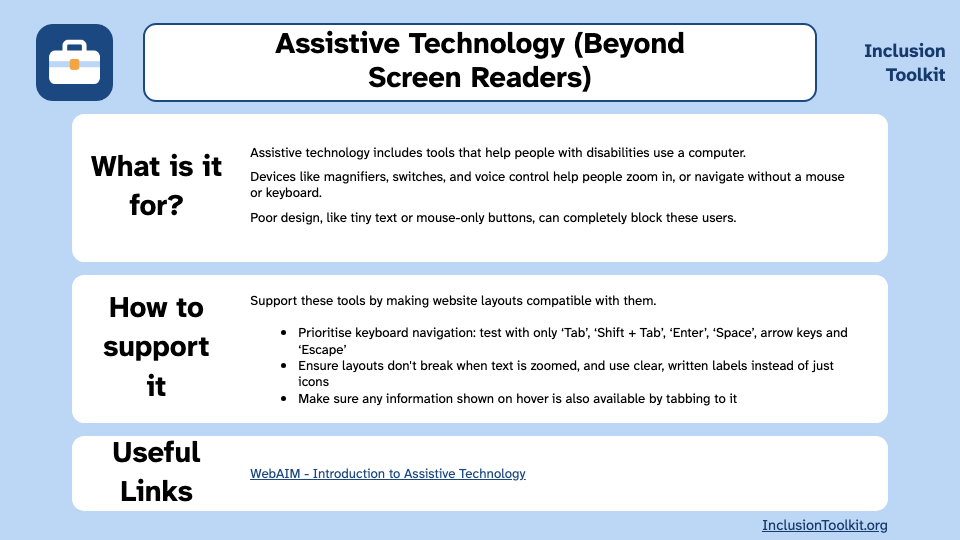 Assistive Technology (Beyond
Screen Readers)
Inclusion
Toolkit
What is it
for?
Assistive technology includes tools that help people with disabilities use a computer.
Devices like magnifiers, switches, and voice control help people zoom in, or navigate without a mouse
or keyboard.
Poor design, like tiny text or mouse-only buttons, can completely block these users.
How to
support
it
Support these tools by making website layouts compatible with them.
● Prioritise keyboard navigation: test with only ‘Tab’, ‘Shift + Tab’, ‘Enter’, ‘Space’, arrow keys and
‘Escape’
● Ensure layouts don't break when text is zoomed, and use clear, written labels instead of just
icons
● Make sure any information shown on hover is also available by tabbing to it
Useful
Links
WebAIM - Introduction to Assistive Technology
InclusionToolkit.org